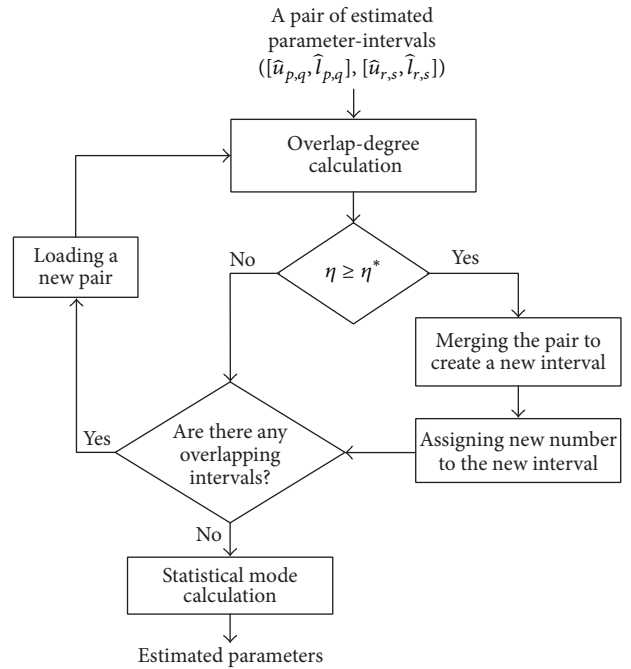 A pair of estimated
parameter-intervals
([û_{p,q}, l̂_{p,q}], [û_{r,s}, l̂_{r,s}])
Overlap-degree
calculation
Loading a
new pair
No
η ≥ η*
Yes
Merging the pair to
create a new interval
Assigning new number
to the new interval
Yes
Are there any
overlapping
intervals?
No
Statistical mode
calculation
Estimated parameters